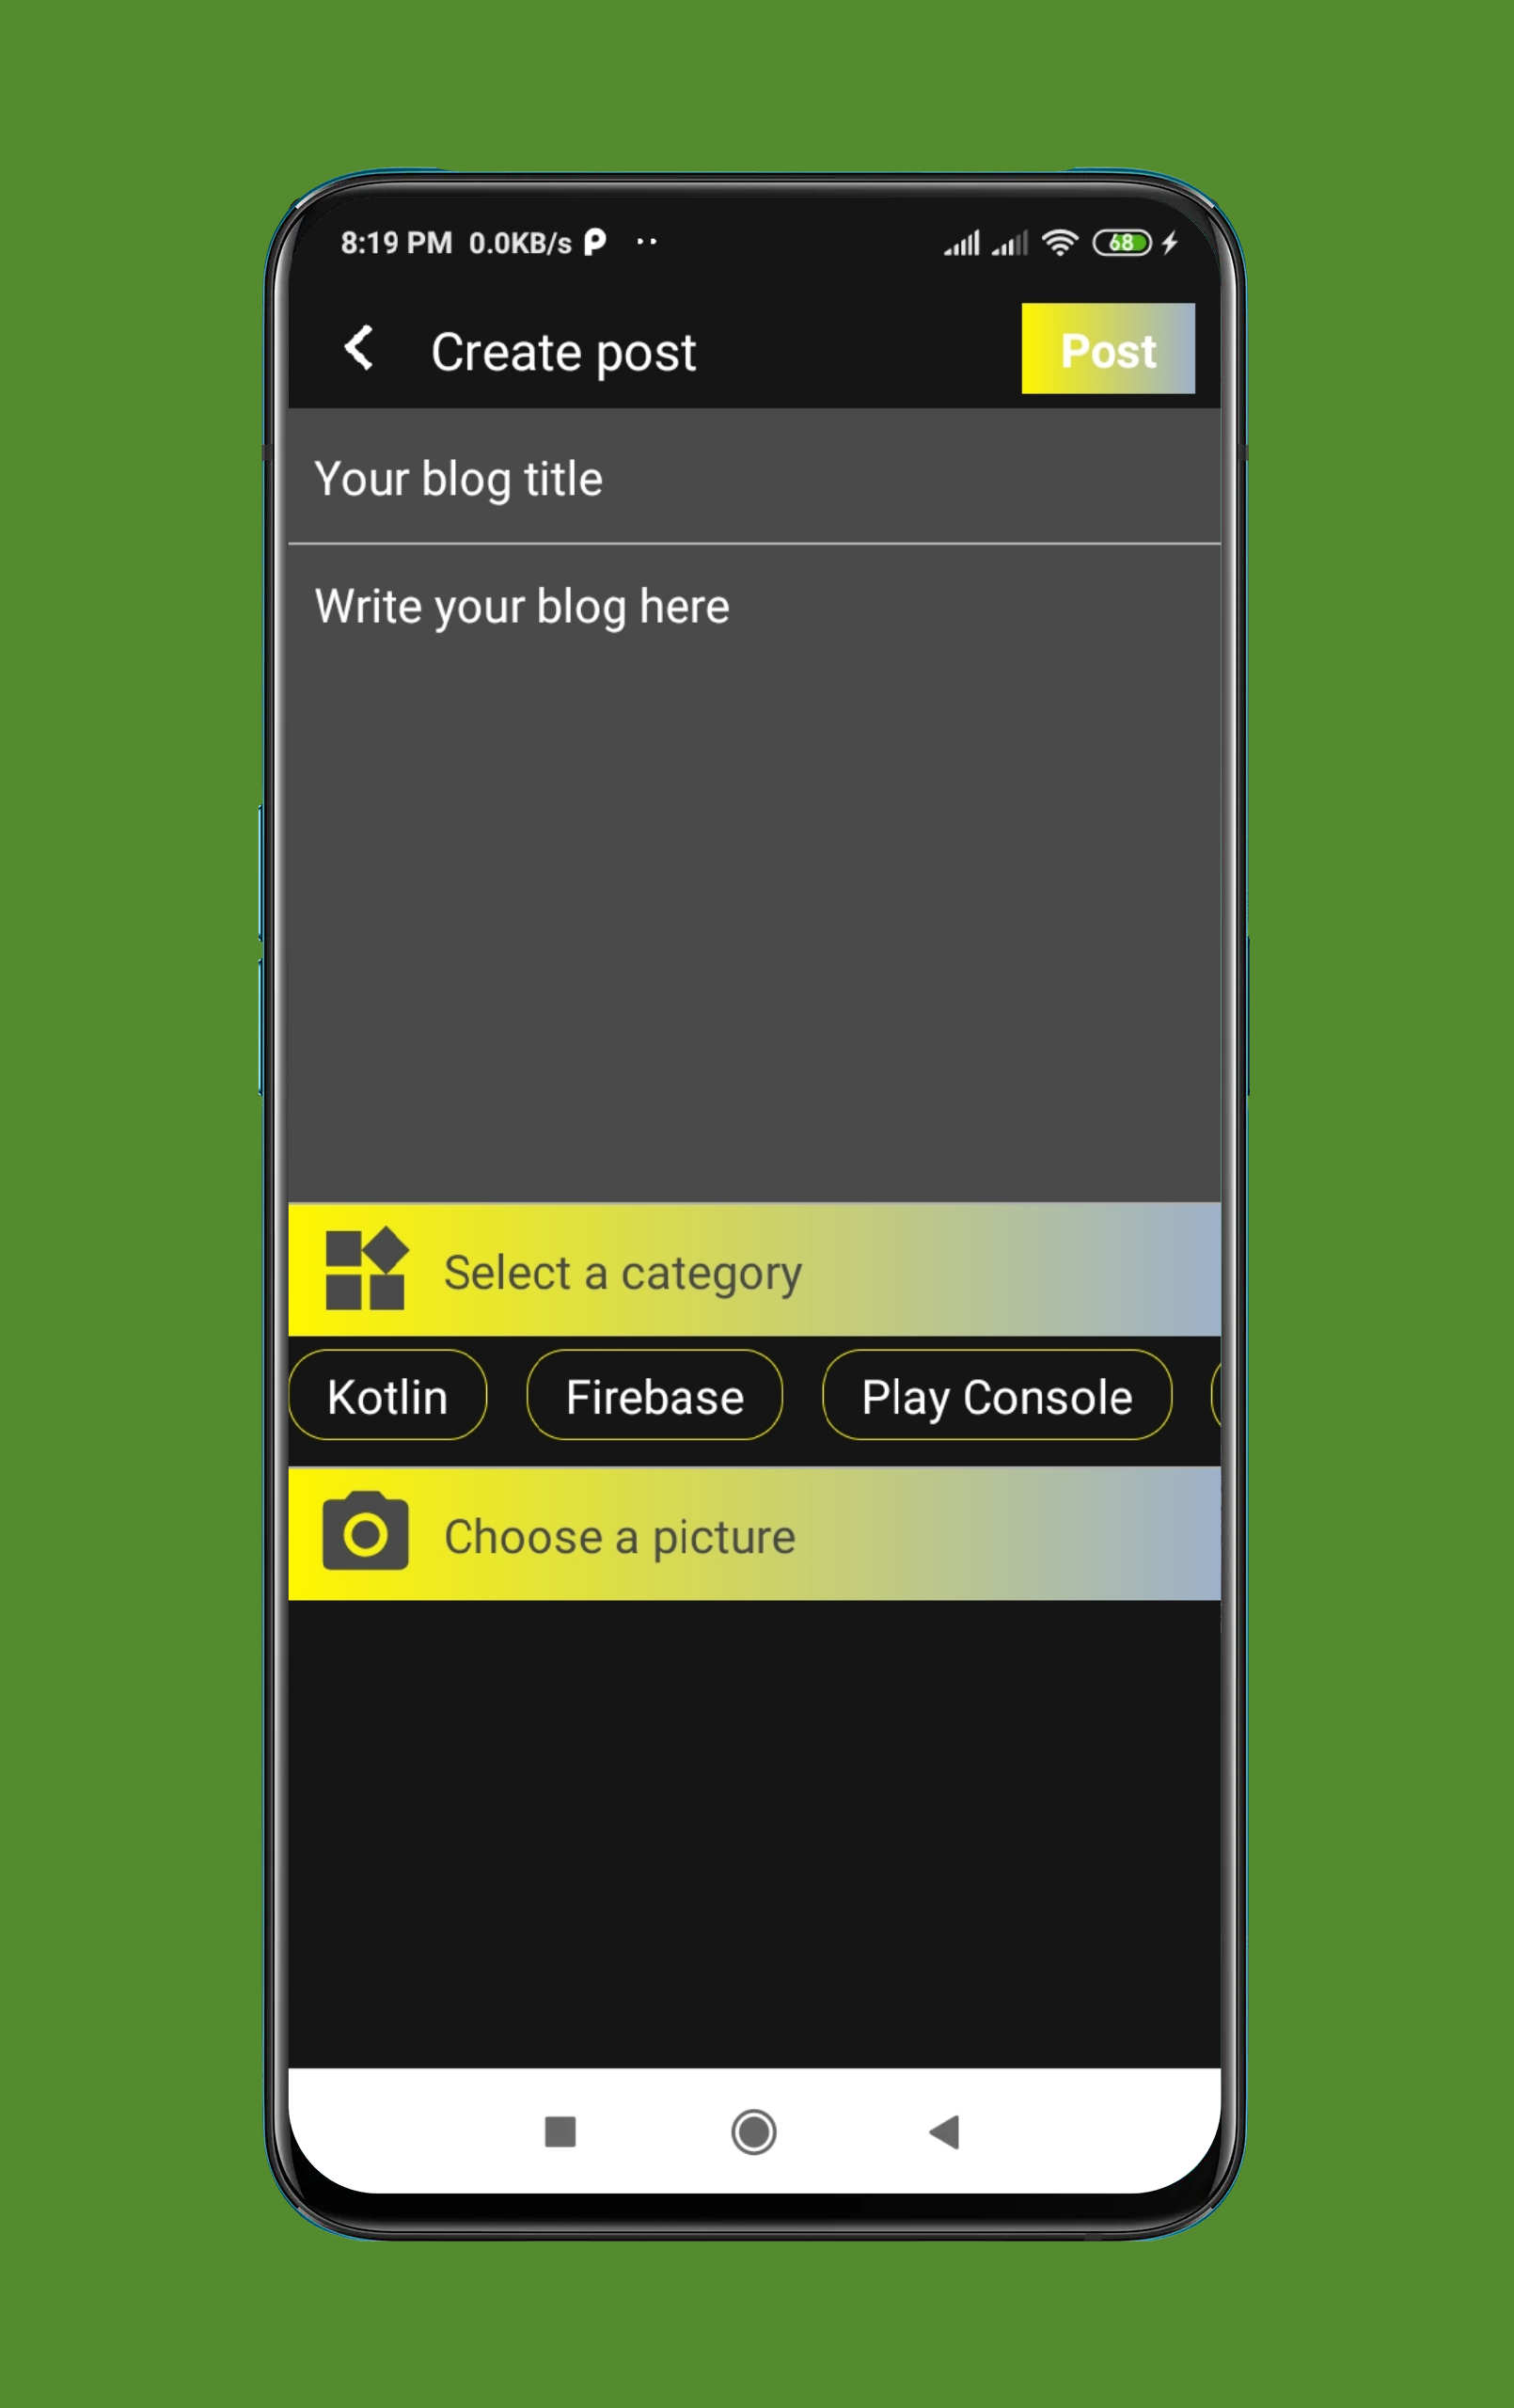 8:19 PM 0.0KB/s 68
Create post Post
Your blog title
Write your blog here
Select a category
Kotlin Firebase Play Console
Choose a picture